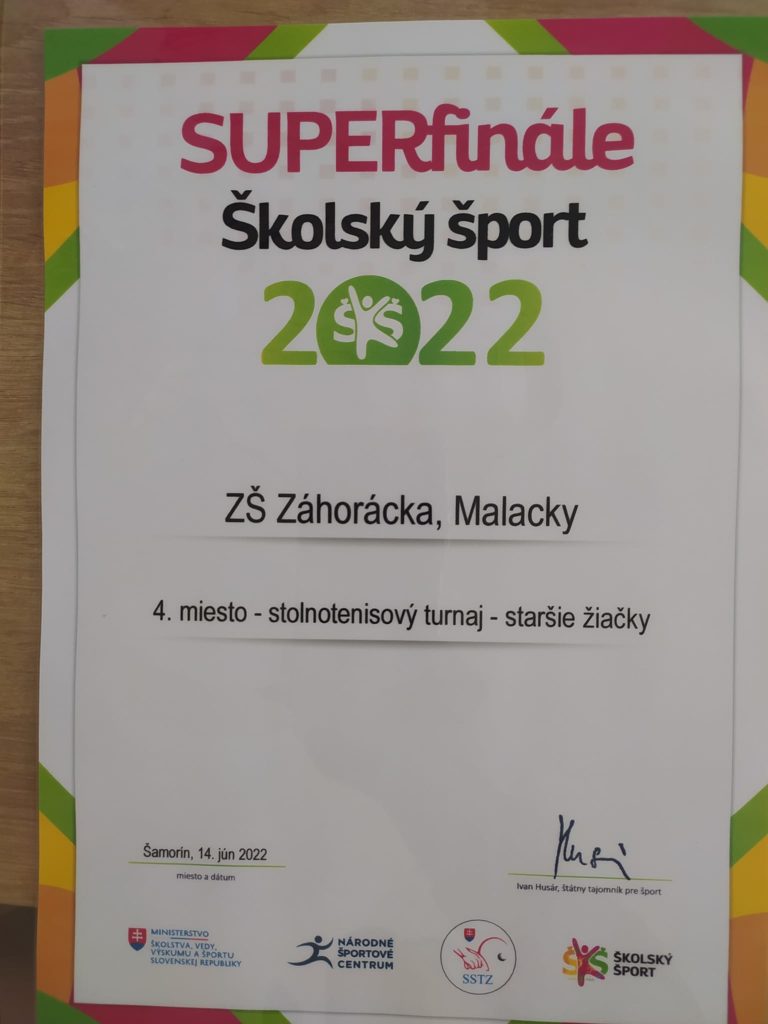 SUPERfinále
Školský šport
2022
ZŠ Záhorácka, Malacky
4. miesto - stolnotenisový turnaj - staršie žiačky
Šamorín, 14. jún 2022
miesto a dátum
Husár
Ivan Husár, štátny tajomník pre šport
MINISTERSTVO
ŠKOLSTVA, VEDY,
VÝSKUMU A ŠPORTU
SLOVENSKEJ REPUBLIKY
NÁRODNÉ
ŠPORTOVÉ
CENTRUM
SSTZ
ŠŠ
ŠKOLSKÝ
ŠPORT